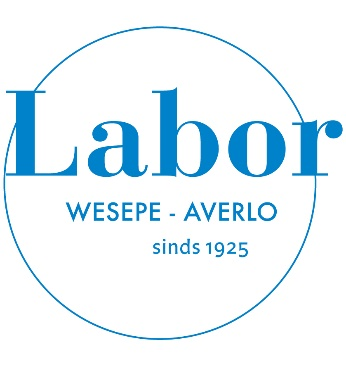 Labor
WESEPE - AVERLO
sinds 1925